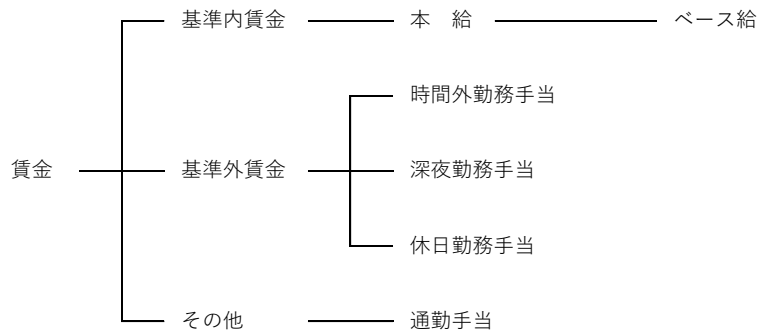 基準内賃金 本　給 ベース給
時間外勤務手当
賃金 基準外賃金 深夜勤務手当
休日勤務手当
その他 通勤手当